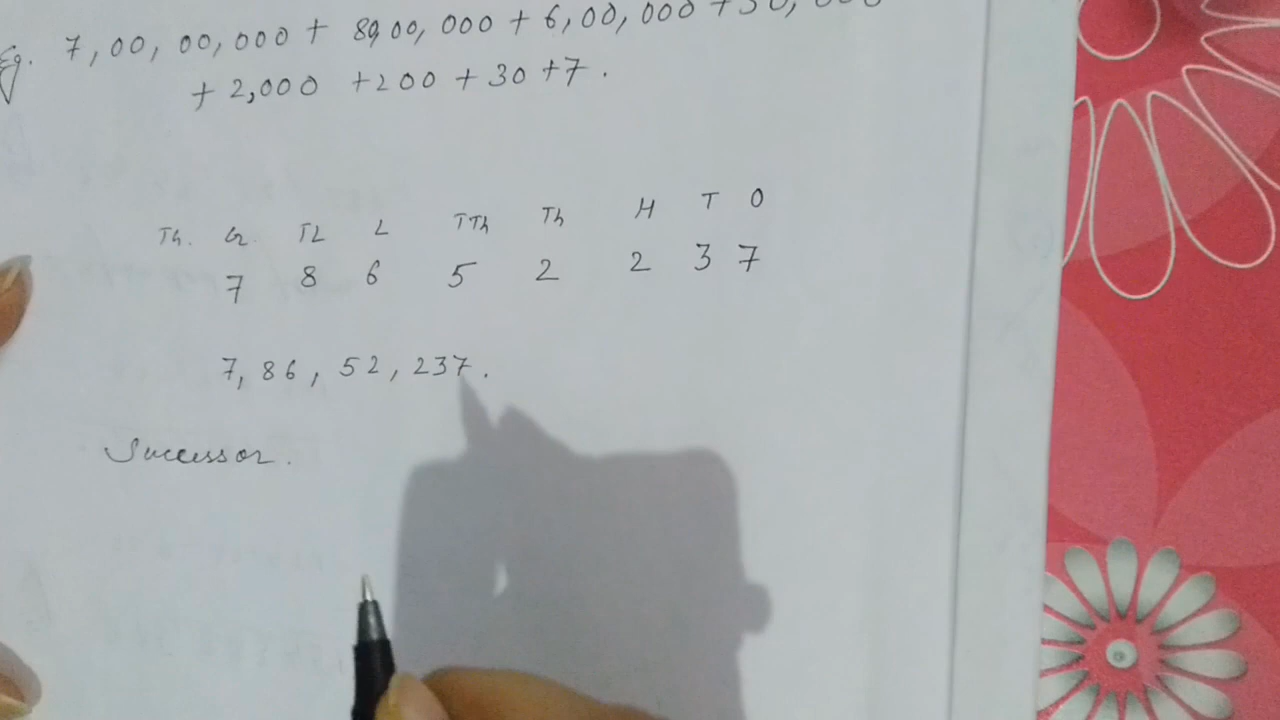 Eg. 7,00,00,000 + 80,00,000 + 6,00,000 + 50,000
+ 2,000 + 200 + 30 + 7.
Th. Cr. TL L TTh Th H T O
7 8 6 5 2 2 3 7
7,86,52,237.
Successor.